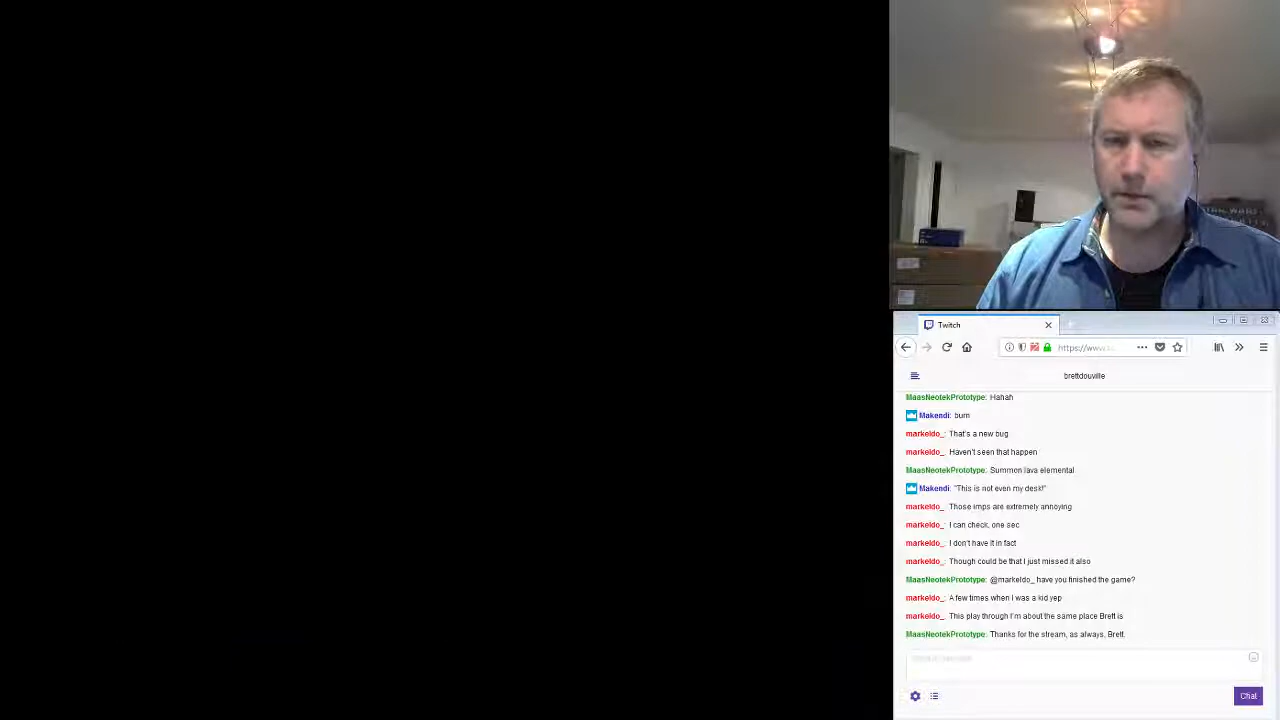 STAR WARS
Twitch
https://www.
brettdouville
MaasNeotekPrototype: Hahah
Makendi: burn
markeldo_: That's a new bug
markeldo_: Haven't seen that happen
MaasNeotekPrototype: Summon lava elemental
Makendi: "This is not even my desk!"
markeldo_: Those imps are extremely annoying
markeldo_: I can check, one sec
markeldo_: I don't have it in fact
markeldo_: Though could be that I just missed it also
MaasNeotekPrototype: @markeldo_ have you finished the game?
markeldo_: A few times when I was a kid yep
markeldo_: This play through I'm about the same place Brett is
MaasNeotekPrototype: Thanks for the stream, as always, Brett.
Chat